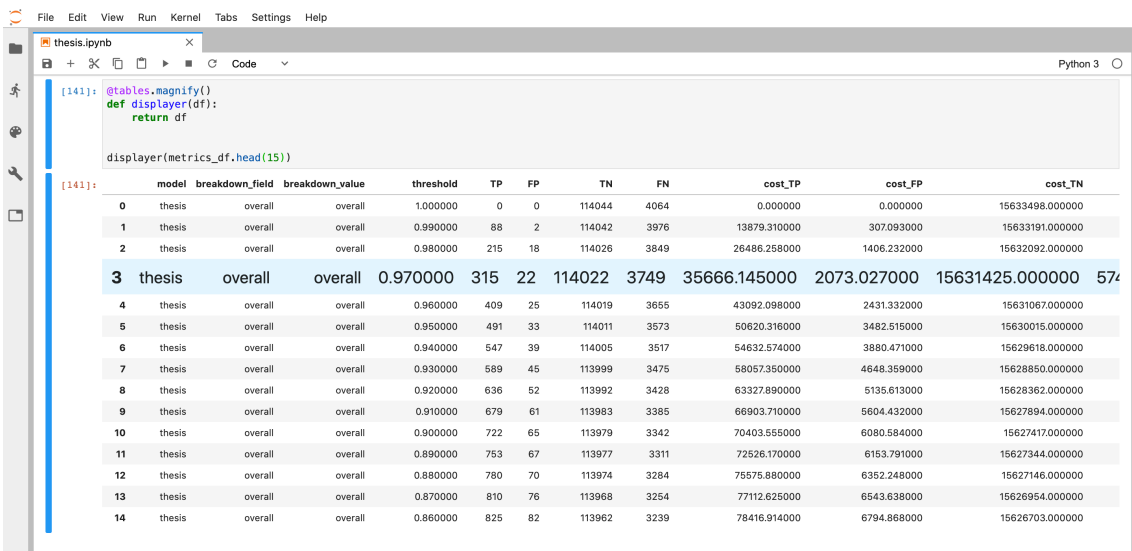 File Edit View Run Kernel Tabs Settings Help
thesis.ipynb
Code Python 3
[141]: @tables.magnify()
def displayer(df):
return df
displayer(metrics_df.head(15))
[141]: model breakdown_field breakdown_value threshold TP FP TN FN cost_TP cost_FP cost_TN
0 thesis overall overall 1.000000 0 0 114044 4064 0.000000 0.000000 15633498.000000
1 thesis overall overall 0.990000 88 2 114042 3976 13879.310000 307.093000 15633191.000000
2 thesis overall overall 0.980000 215 18 114026 3849 26486.258000 1406.232000 15632092.000000
3 thesis overall overall 0.970000 315 22 114022 3749 35666.145000 2073.027000 15631425.000000 574
4 thesis overall overall 0.960000 409 25 114019 3655 43092.098000 2431.332000 15631067.000000
5 thesis overall overall 0.950000 491 33 114011 3573 50620.316000 3482.515000 15630015.000000
6 thesis overall overall 0.940000 547 39 114005 3517 54632.574000 3880.471000 15629618.000000
7 thesis overall overall 0.930000 589 45 113999 3475 58057.350000 4648.359000 15628850.000000
8 thesis overall overall 0.920000 636 52 113992 3428 63327.890000 5135.613000 15628362.000000
9 thesis overall overall 0.910000 679 61 113983 3385 66903.710000 5604.432000 15627894.000000
10 thesis overall overall 0.900000 722 65 113979 3342 70403.555000 6080.584000 15627417.000000
11 thesis overall overall 0.890000 753 67 113977 3311 72526.170000 6153.791000 15627344.000000
12 thesis overall overall 0.880000 780 70 113974 3284 75575.880000 6352.248000 15627146.000000
13 thesis overall overall 0.870000 810 76 113968 3254 77112.625000 6543.638000 15626954.000000
14 thesis overall overall 0.860000 825 82 113962 3239 78416.914000 6794.868000 15626703.000000